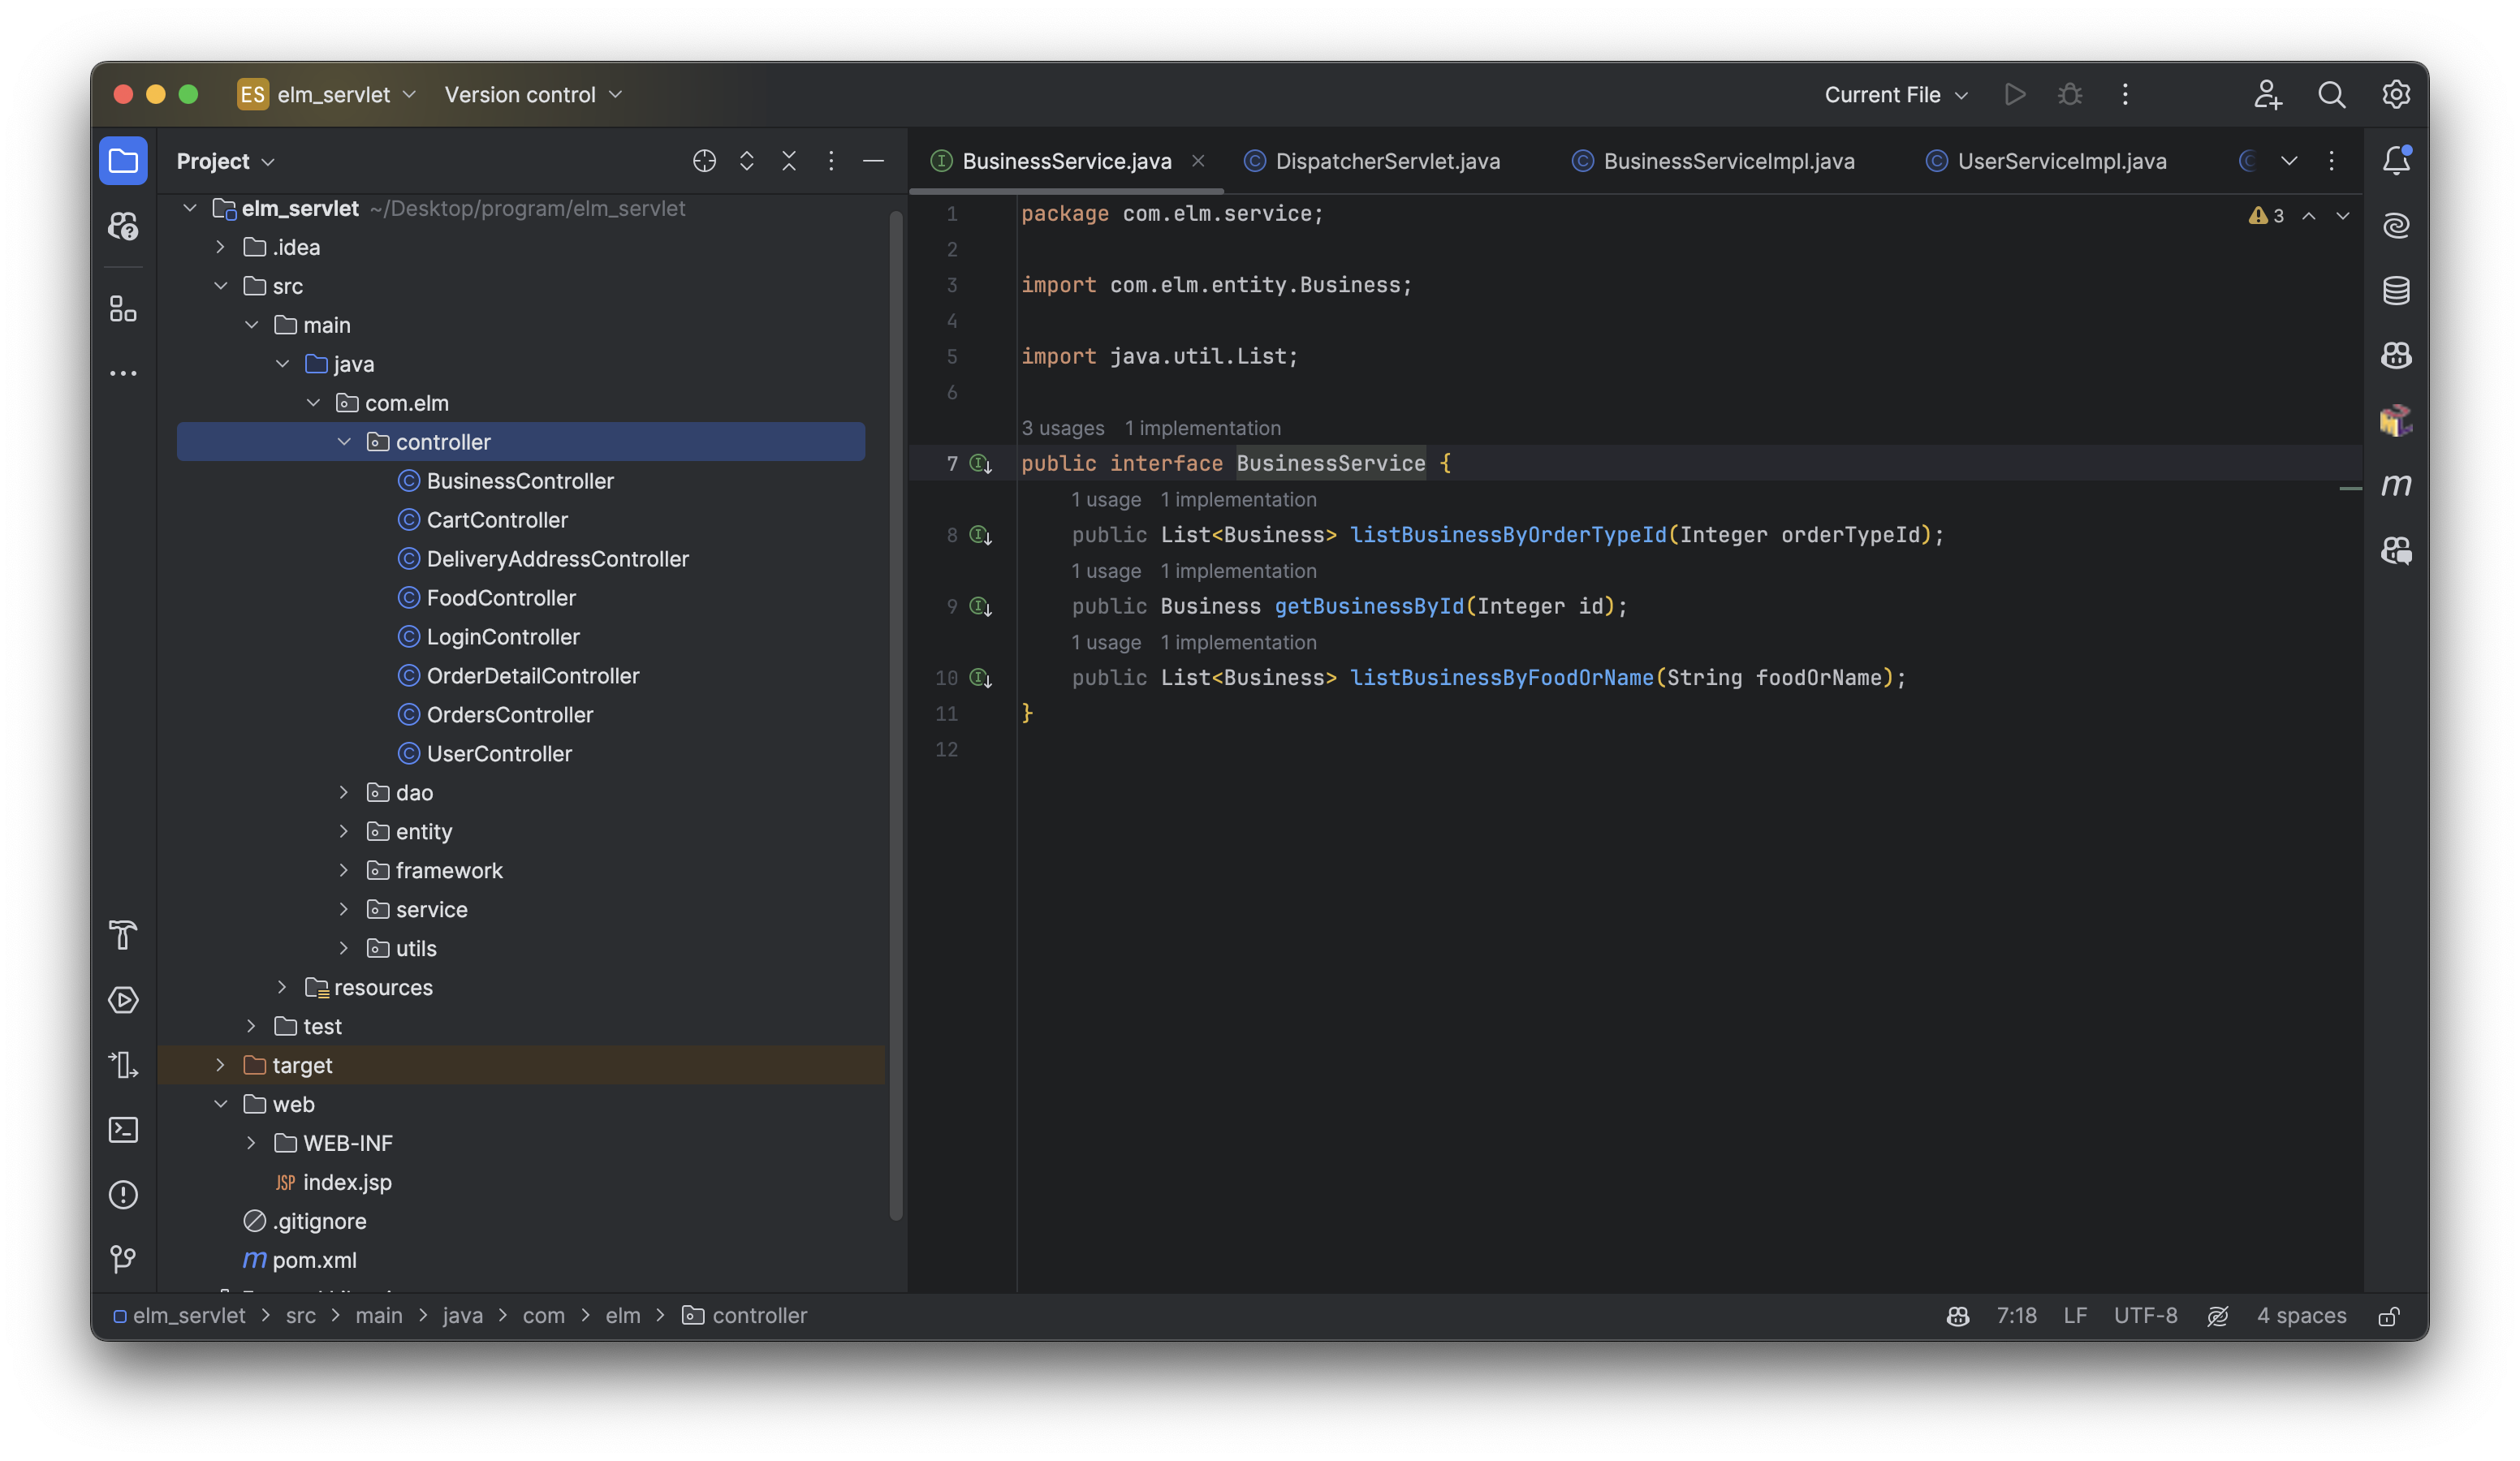 ES elm_servlet Version control Current File
Project
elm_servlet ~/Desktop/program/elm_servlet
.idea
src
main
java
com.elm
controller
BusinessController
CartController
DeliveryAddressController
FoodController
LoginController
OrderDetailController
OrdersController
UserController
dao
entity
framework
service
utils
resources
test
target
web
WEB-INF
JSP index.jsp
.gitignore
m pom.xml
BusinessService.java DispatcherServlet.java BusinessServiceImpl.java UserServiceImpl.java
3
1 package com.elm.service;
2
3 import com.elm.entity.Business;
4
5 import java.util.List;
6
3 usages 1 implementation
7 public interface BusinessService {
1 usage 1 implementation
8 public List<Business> listBusinessByOrderTypeId(Integer orderTypeId);
1 usage 1 implementation
9 public Business getBusinessById(Integer id);
1 usage 1 implementation
10 public List<Business> listBusinessByFoodOrName(String foodOrName);
11 }
12
m
elm_servlet > src > main > java > com > elm > controller
7:18 LF UTF-8 4 spaces